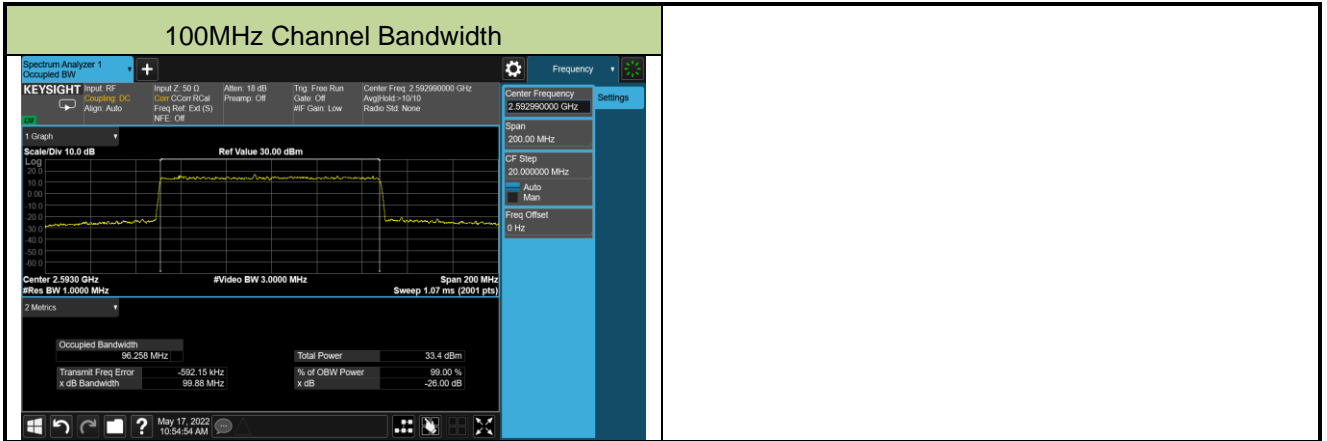 100MHz Channel Bandwidth
Spectrum Analyzer 1
Occupied BW
Frequency
KEYSIGHT
Input: RF
Coupling: DC
Align: Auto
Input Z: 50 Ω
Corr CCorr RCal
Freq Ref: Ext (S)
NFE: Off
Atten: 18 dB
Preamp: Off
Trig: Free Run
Gate: Off
#IF Gain: Low
Center Freq: 2.592990000 GHz
Avg|Hold:>10/10
Radio Std: None
Center Frequency
2.592990000 GHz
Settings
Span
200.00 MHz
CF Step
20.000000 MHz
Auto
Man
Freq Offset
0 Hz
1 Graph
Scale/Div 10.0 dB
Ref Value 30.00 dBm
Log
20.0
10.0
0.00
-10.0
-20.0
-30.0
-40.0
-50.0
-60.0
Center 2.5930 GHz
#Video BW 3.0000 MHz
Span 200 MHz
#Res BW 1.0000 MHz
Sweep 1.07 ms (2001 pts)
2 Metrics
Occupied Bandwidth
96.258 MHz
Total Power
33.4 dBm
Transmit Freq Error
-592.15 kHz
% of OBW Power
99.00 %
x dB Bandwidth
99.88 MHz
x dB
-26.00 dB
May 17, 2022
10:54:54 AM